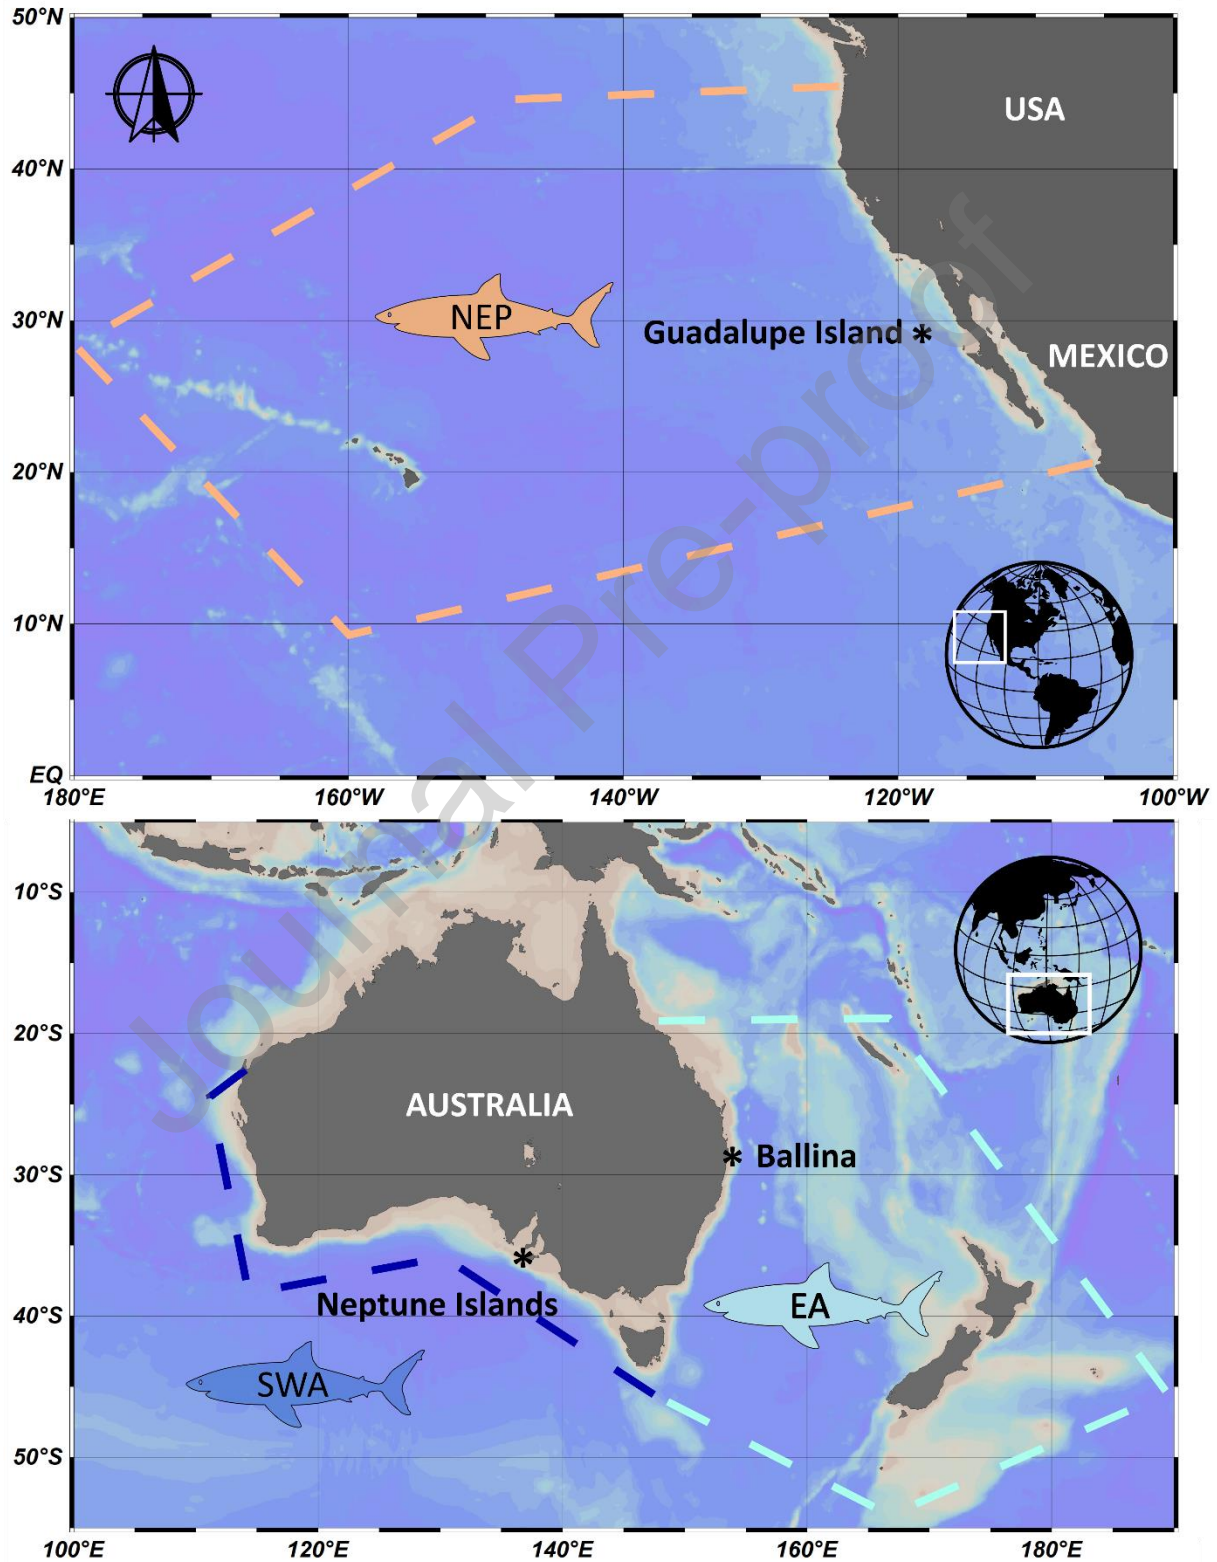 50°N
USA
40°N
NEP
30°N
Guadalupe Island *
MEXICO
20°N
10°N
EQ
180°E 160°W 140°W 120°W 100°W
Journal Pre-proof
10°S
20°S
AUSTRALIA
* Ballina
30°S
*
Neptune Islands
EA
40°S
SWA
50°S
100°E 120°E 140°E 160°E 180°E